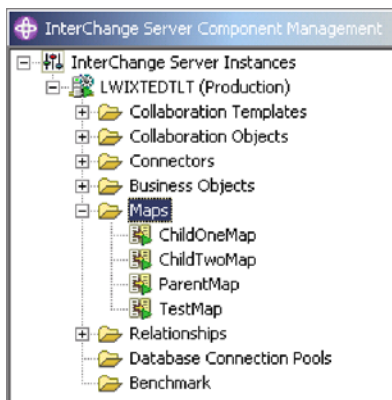 InterChange Server Component Management
InterChange Server Instances
LWIXTEDTLT (Production)
Collaboration Templates
Collaboration Objects
Connectors
Business Objects
Maps
ChildOneMap
ChildTwoMap
ParentMap
TestMap
Relationships
Database Connection Pools
Benchmark